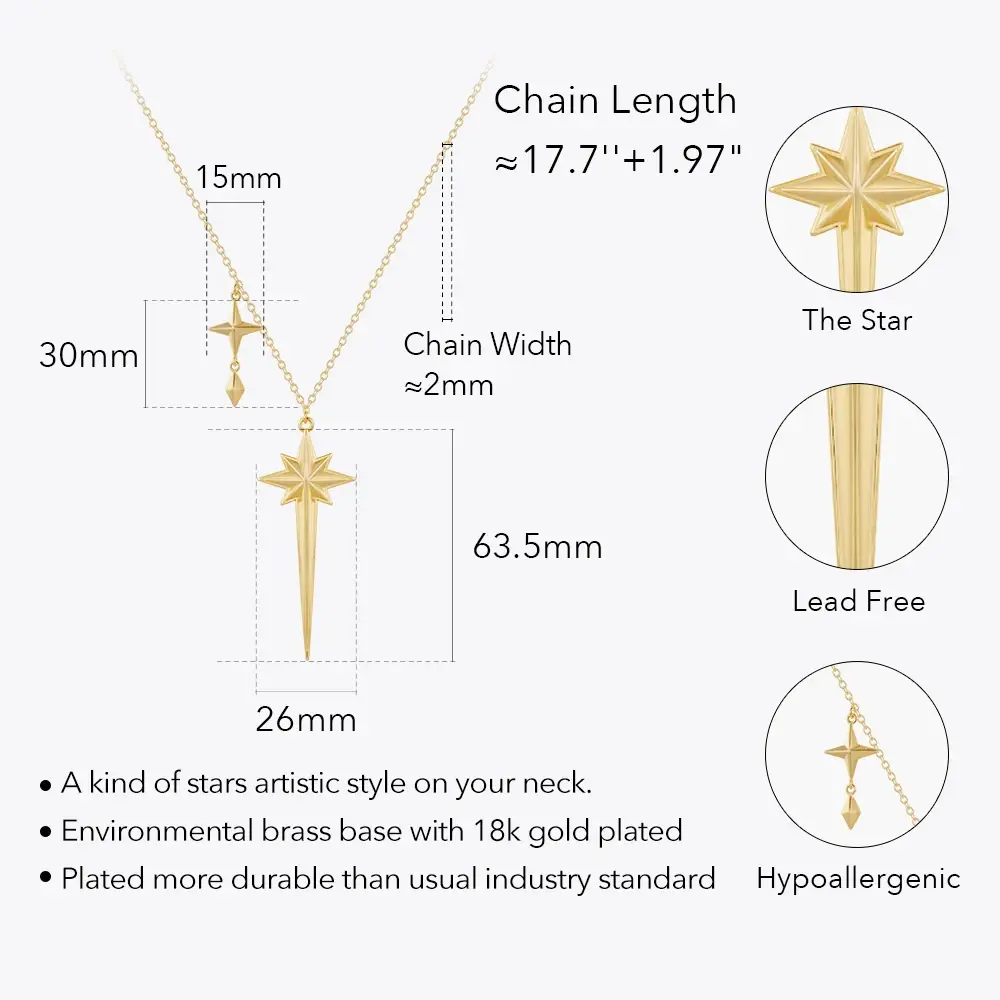 Chain Length
≈17.7''+1.97"
15mm
30mm
Chain Width
≈2mm
63.5mm
26mm
The Star
Lead Free
Hypoallergenic
• A kind of stars artistic style on your neck.
• Environmental brass base with 18k gold plated
• Plated more durable than usual industry standard